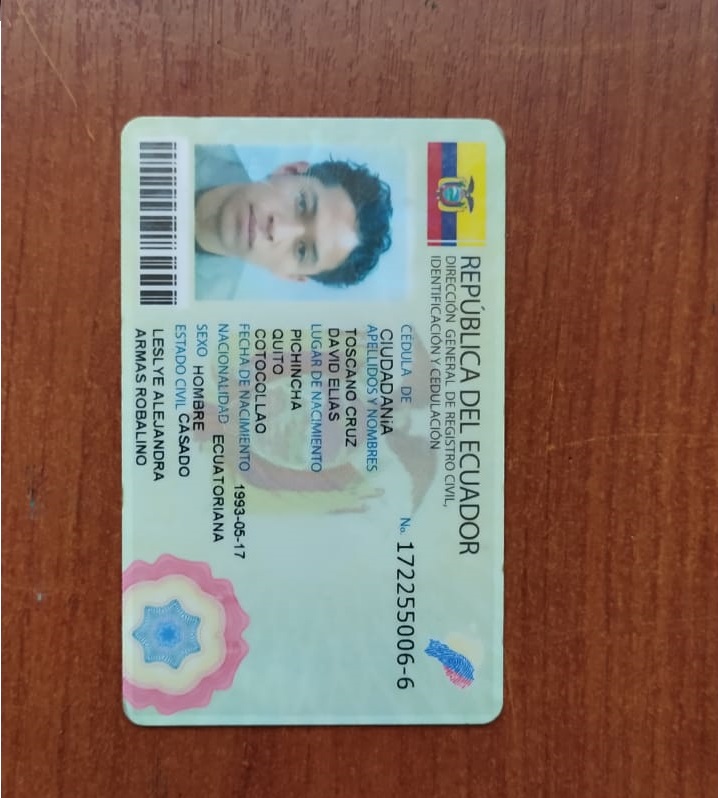 REPÚBLICA DEL ECUADOR
DIRECCIÓN GENERAL DE REGISTRO CIVIL,
IDENTIFICACIÓN Y CEDULACIÓN
CÉDULA DE
CIUDADANÍA
No. 172255006-6
APELLIDOS Y NOMBRES
TOSCANO CRUZ
DAVID ELIAS
LUGAR DE NACIMIENTO
PICHINCHA
QUITO
COTOCOLLAO
FECHA DE NACIMIENTO 1993-05-17
NACIONALIDAD ECUATORIANA
SEXO HOMBRE
ESTADO CIVIL CASADO
LESLYE ALEJANDRA
ARMAS ROBALINO